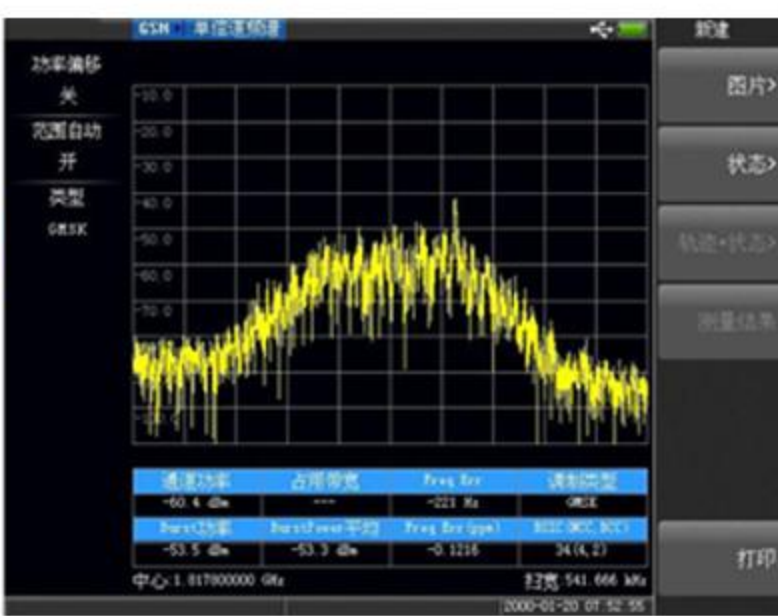 GSM 单信道频谱
新建
功率偏移
关
范围自动
开
类型
GMSK
图片>
状态>
轨迹+状态>
测量结果
打印
-10.0
-20.0
-30.0
-40.0
-50.0
-60.0
-70.0
通道功率 占用带宽 Freq Err 调制类型
-60.4 dBm --- -221 Hz GMSK
Burst功率 BurstPower平均 Freq Err(ppm) BSIC(NCC,BCC)
-53.5 dBm -53.3 dBm -0.1216 34(4,2)
中心:1.817800000 GHz 扫宽:541.666 kHz
2000-01-20 07:52:55